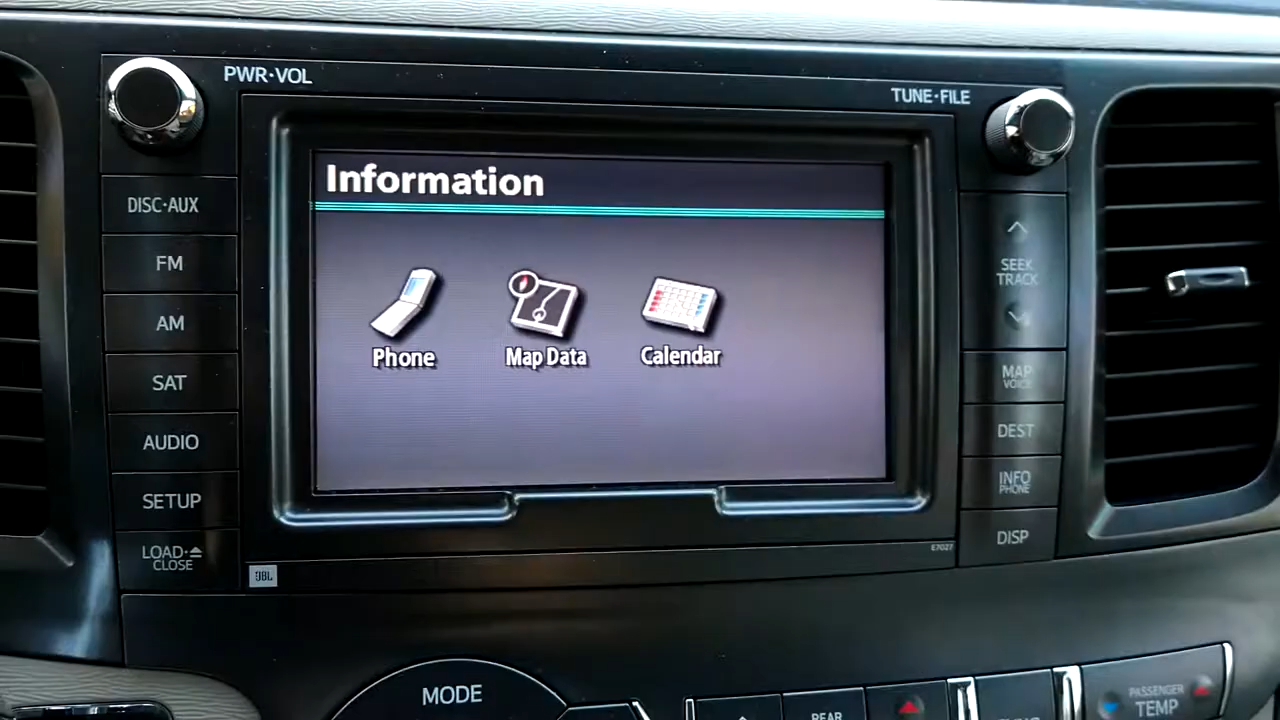 PWR•VOL
TUNE•FILE
Information
DISC•AUX
FM
AM
SAT
AUDIO
SETUP
LOAD•⏏
CLOSE
Phone
Map Data
Calendar
SEEK
TRACK
MAP
VOICE
DEST
INFO
PHONE
DISP
E7027
JBL
MODE
REAR
PASSENGER
TEMP